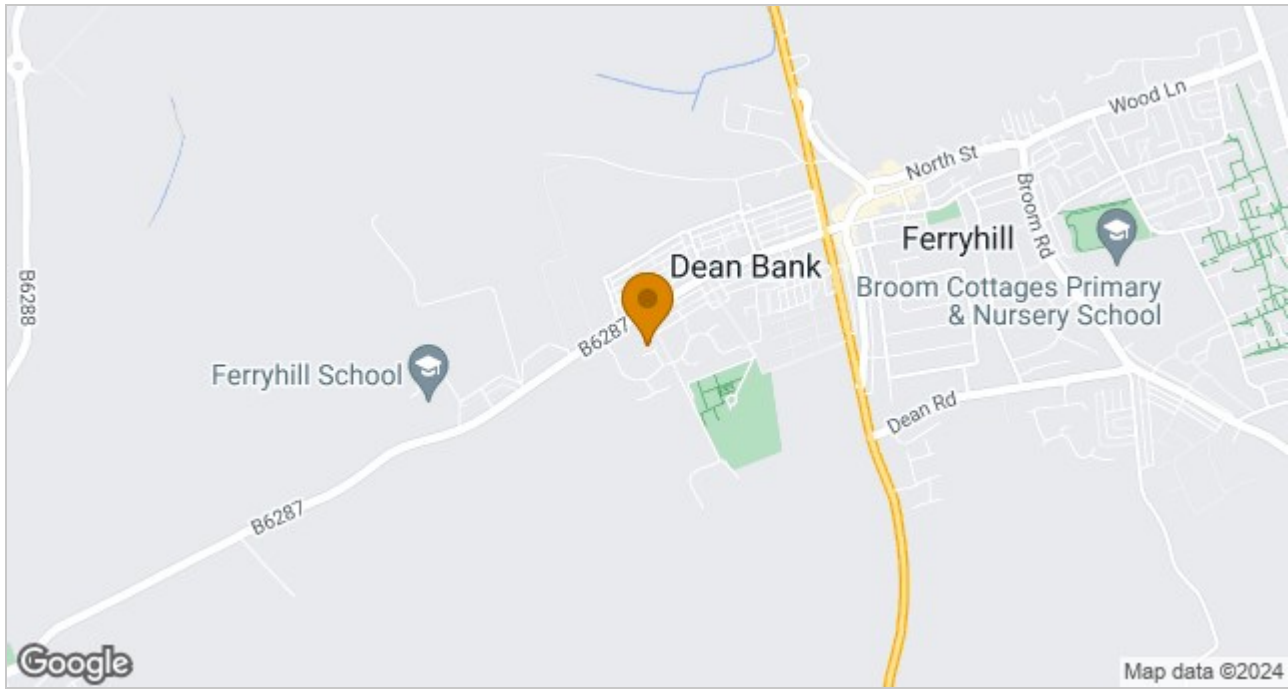 Wood Ln
North St
Broom Rd
Ferryhill
Dean Bank
Broom Cottages Primary
& Nursery School
B6288
B6287
Ferryhill School
Dean Rd
B6287
Google
Map data ©2024